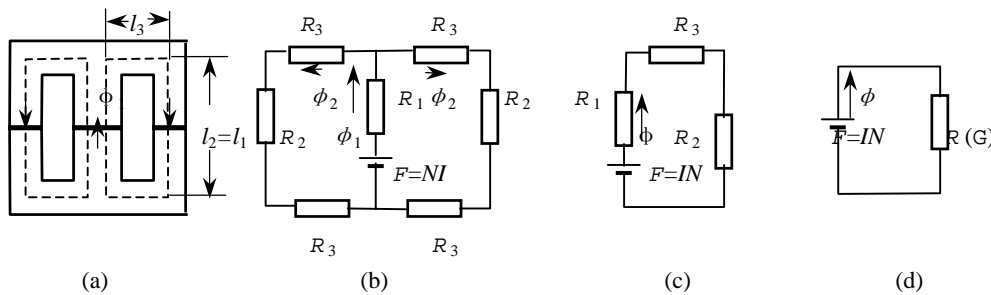 l3
Φ
l2=l1
(a)
R3 R3
ϕ2 R1 ϕ2
R2 ϕ1 R2
F=NI
R3 R3
(b)
R3
R1
ϕ R2
F=IN
(c)
ϕ
F=IN R(G)
(d)